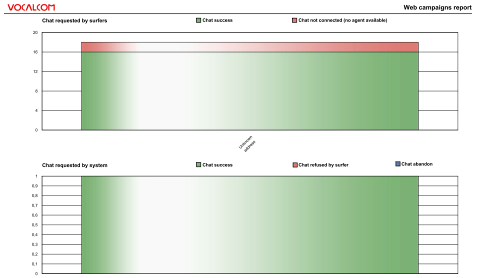 VOCALCOM
Web campaigns report
Chat requested by surfers
Chat success
Chat not connected (no agent available)
20
16
12
8
4
0
Unknown
address
Chat requested by system
Chat success
Chat refused by surfer
Chat abandon
1
0,9
0,8
0,7
0,6
0,5
0,4
0,3
0,2
0,1
0